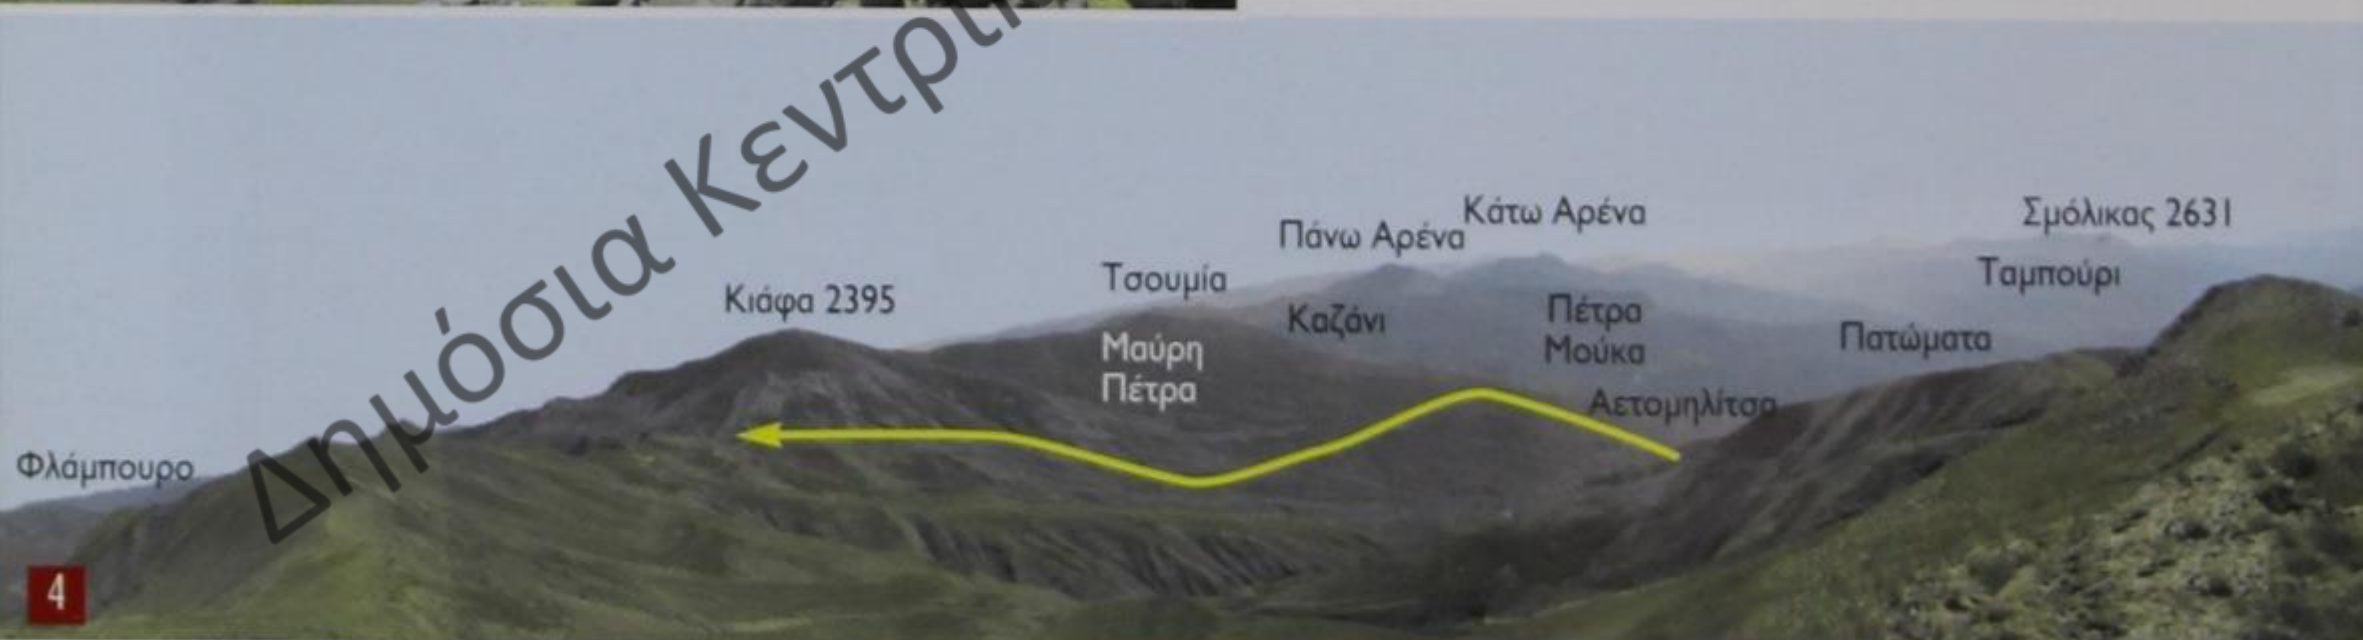 Δημόσια
Κάτω Αρένα
Σμόλικας 2631
Πάνω Αρένα
Τσουμία
Ταμπούρι
Κιάφα 2395
Καζάνι
Πέτρα
Μούκα
Πατώματα
Μαύρη
Πέτρα
Αετομηλίτσα
Φλάμπουρο
4